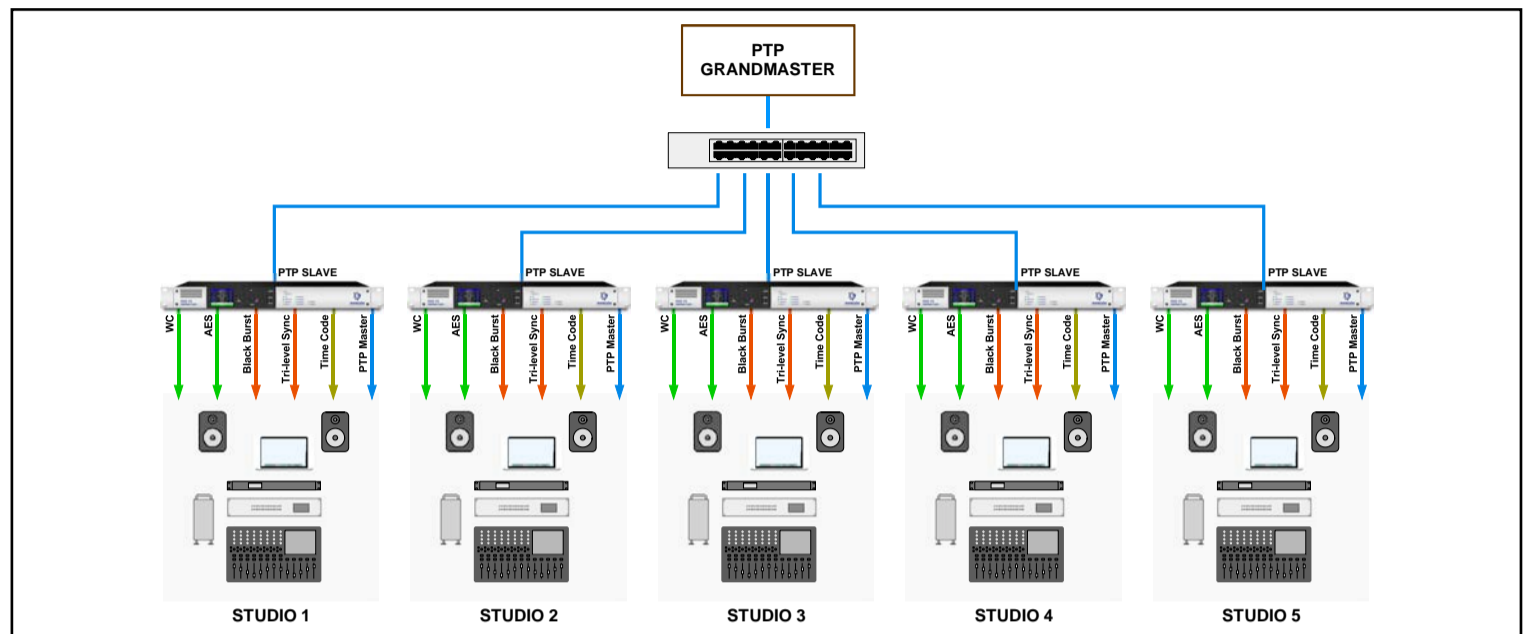 PTP
GRANDMASTER
PTP SLAVE
PTP SLAVE
PTP SLAVE
PTP SLAVE
PTP SLAVE
WC
AES
Black Burst
Tri-level Sync
Time Code
PTP Master
WC
AES
Black Burst
Tri-level Sync
Time Code
PTP Master
WC
AES
Black Burst
Tri-level Sync
Time Code
PTP Master
WC
AES
Black Burst
Tri-level Sync
Time Code
PTP Master
WC
AES
Black Burst
Tri-level Sync
Time Code
PTP Master
STUDIO 1
STUDIO 2
STUDIO 3
STUDIO 4
STUDIO 5